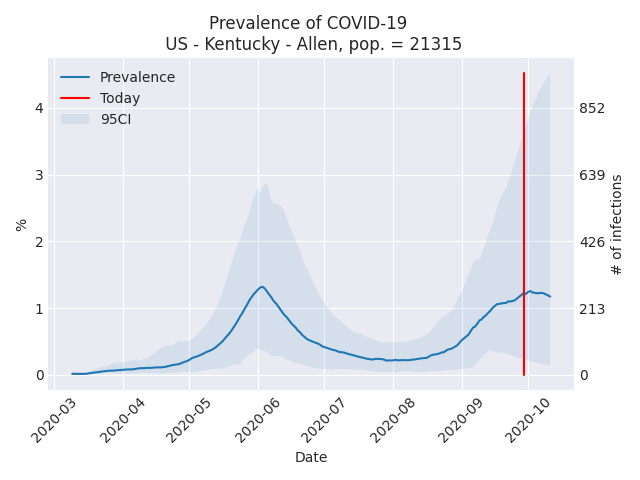 Prevalence of COVID-19
US - Kentucky - Allen, pop. = 21315
Prevalence
Today
95CI
%
4
3
2
1
0
852
639
426
213
0
# of infections
2020-03
2020-04
2020-05
2020-06
2020-07
2020-08
2020-09
2020-10
Date